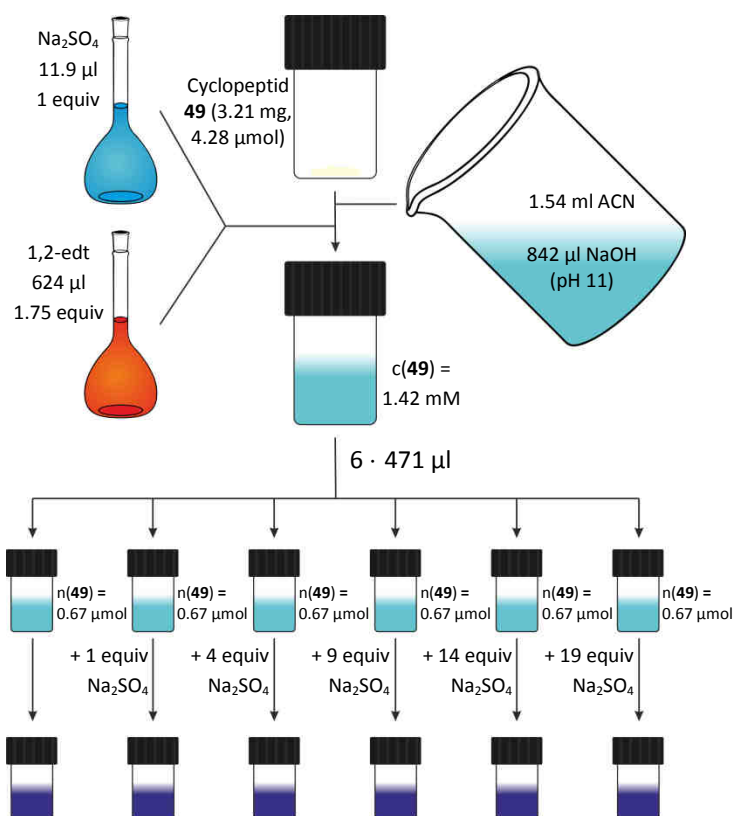 Na₂SO₄
11.9 µl
1 equiv
Cyclopeptid
49 (3.21 mg,
4.28 µmol)
1.54 ml ACN
842 µl NaOH
(pH 11)
1,2-edt
624 µl
1.75 equiv
c(49) =
1.42 mM
6 · 471 µl
n(49) =
0.67 µmol
n(49) =
0.67 µmol
n(49) =
0.67 µmol
n(49) =
0.67 µmol
n(49) =
0.67 µmol
n(49) =
0.67 µmol
+ 1 equiv
Na₂SO₄
+ 4 equiv
Na₂SO₄
+ 9 equiv
Na₂SO₄
+ 14 equiv
Na₂SO₄
+ 19 equiv
Na₂SO₄